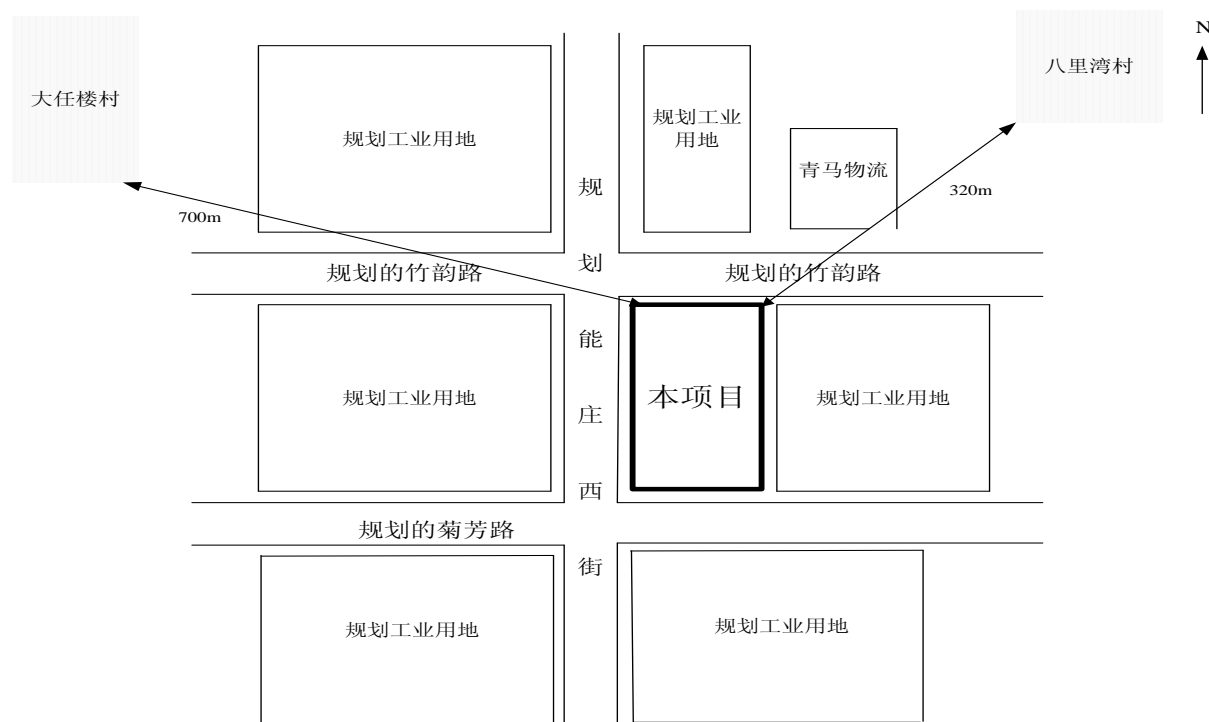 N
八里湾村
大任楼村
规划工业用地
规划工业
用地
青马物流
700m
320m
规划能庄西街
规划的竹韵路
规划的竹韵路
规划工业用地
本项目
规划工业用地
规划的菊芳路
规划工业用地
规划工业用地